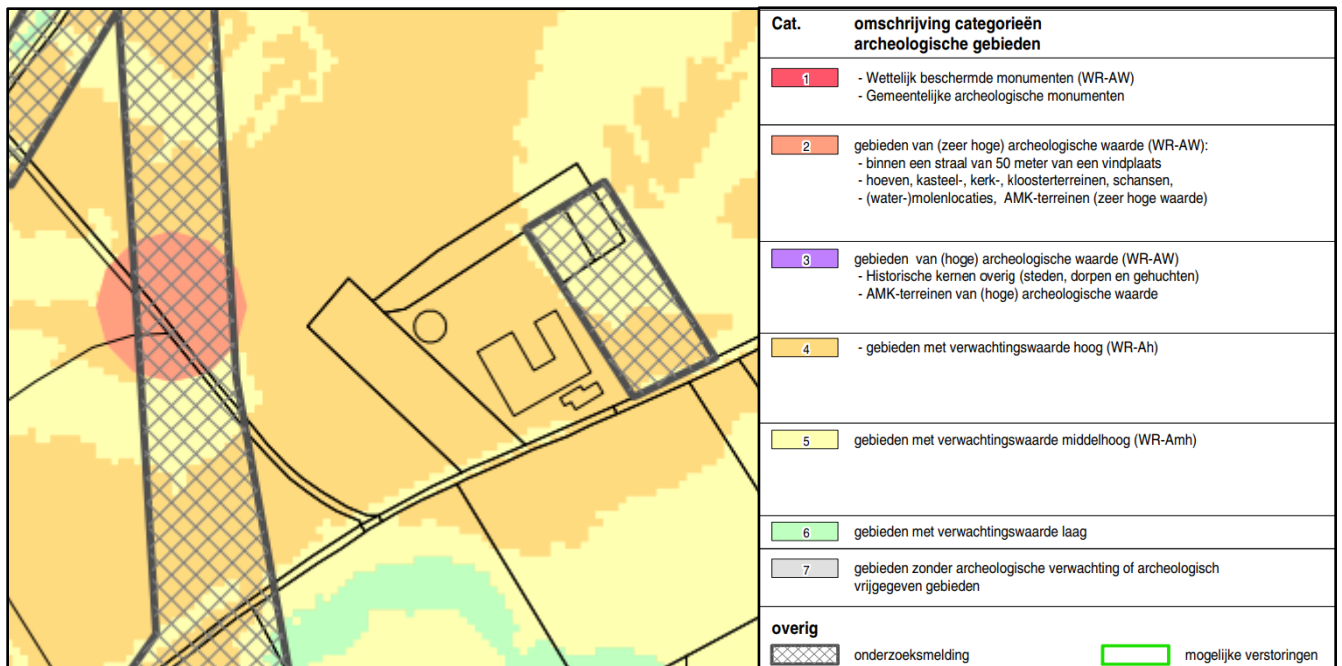 Cat. omschrijving categorieën
archeologische gebieden
1 - Wettelijk beschermde monumenten (WR-AW)
- Gemeentelijke archeologische monumenten
2 gebieden van (zeer hoge) archeologische waarde (WR-AW):
- binnen een straal van 50 meter van een vindplaats
- hoeven, kasteel-, kerk-, kloosterterreinen, schansen,
- (water-)molenlocaties, AMK-terreinen (zeer hoge waarde)
3 gebieden van (hoge) archeologische waarde (WR-AW)
- Historische kernen overig (steden, dorpen en gehuchten)
- AMK-terreinen van (hoge) archeologische waarde
4 - gebieden met verwachtingswaarde hoog (WR-Ah)
5 gebieden met verwachtingswaarde middelhoog (WR-Amh)
6 gebieden met verwachtingswaarde laag
7 gebieden zonder archeologische verwachting of archeologisch
vrijgegeven gebieden
overig
onderzoeksmelding mogelijke verstoringen